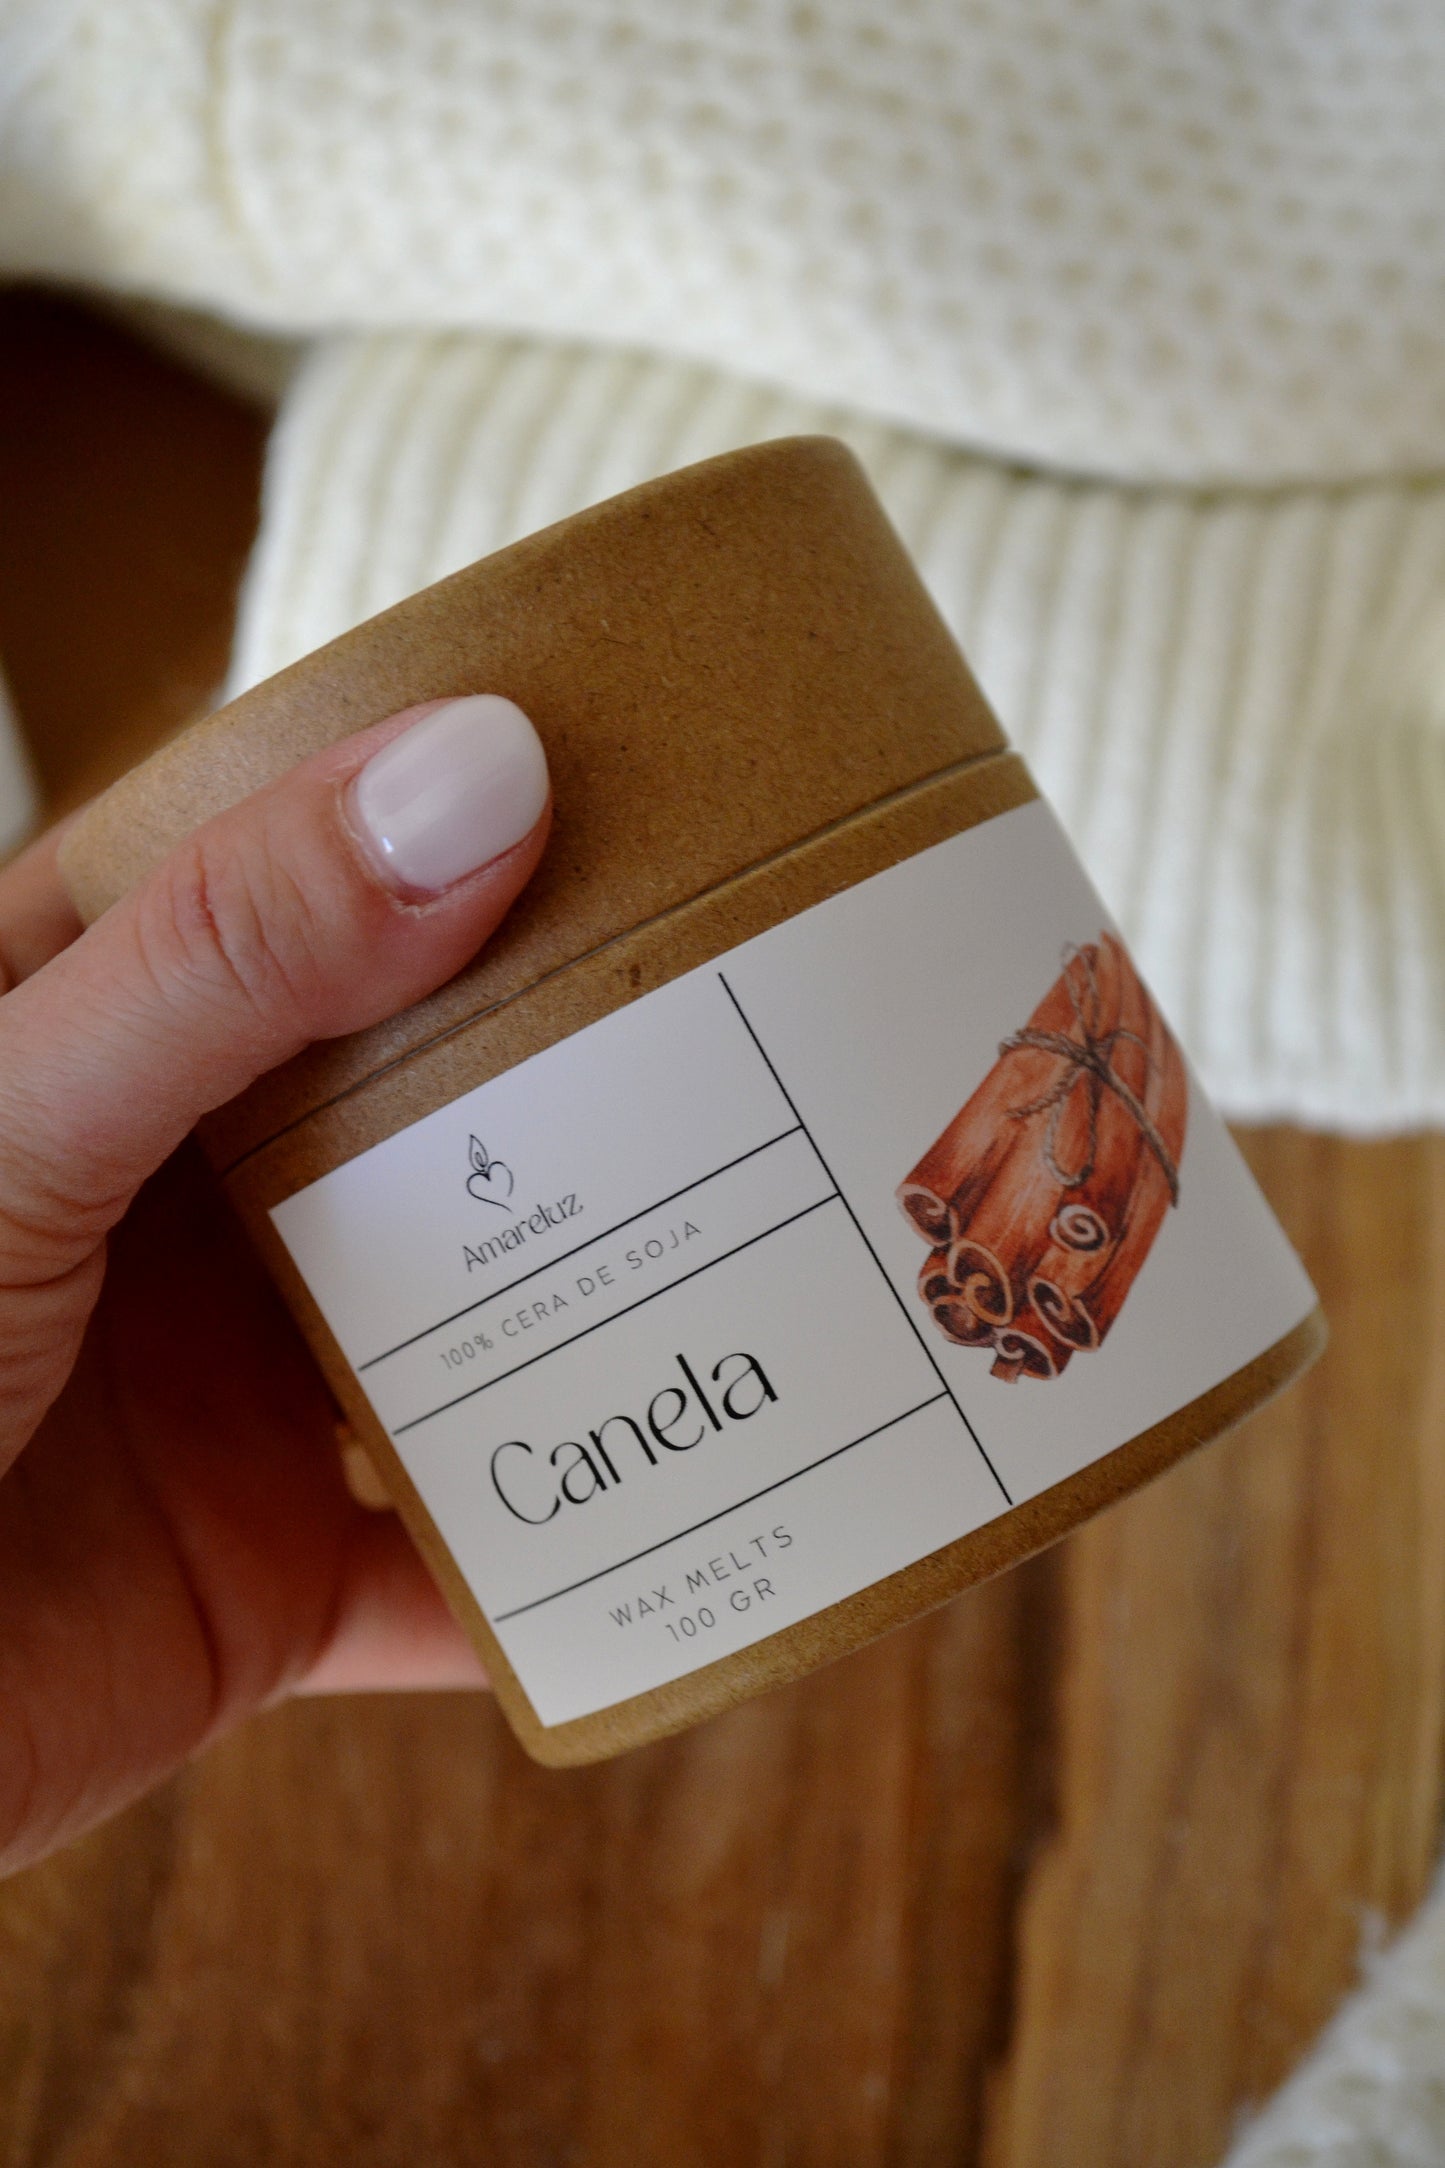 Amareluz
100% CERA DE SOJA
Canela
WAX MELTS
100 GR